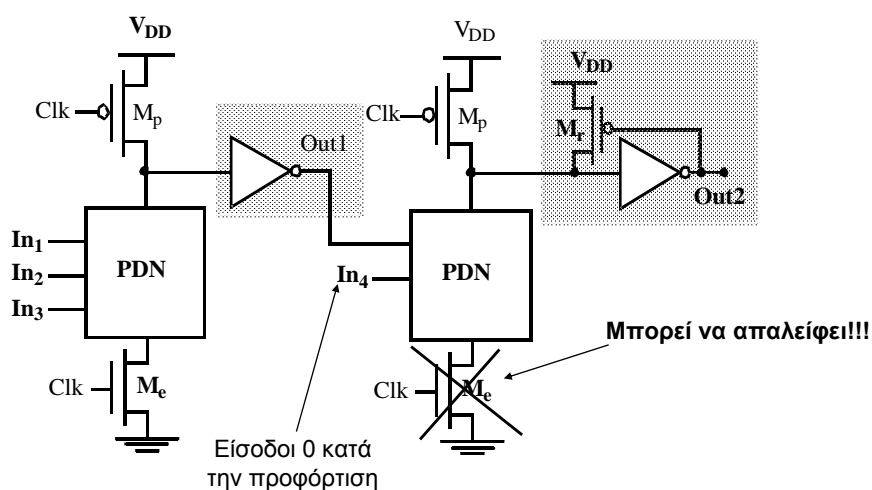 VDD
Clk
Mp
Out1
In1
In2
In3
PDN
Clk
Me
VDD
Clk
Mp
VDD
Mr
Out2
In4
PDN
Clk
Me
Μπορεί να απαλείφει!!!
Είσοδοι 0 κατά
την προφόρτιση